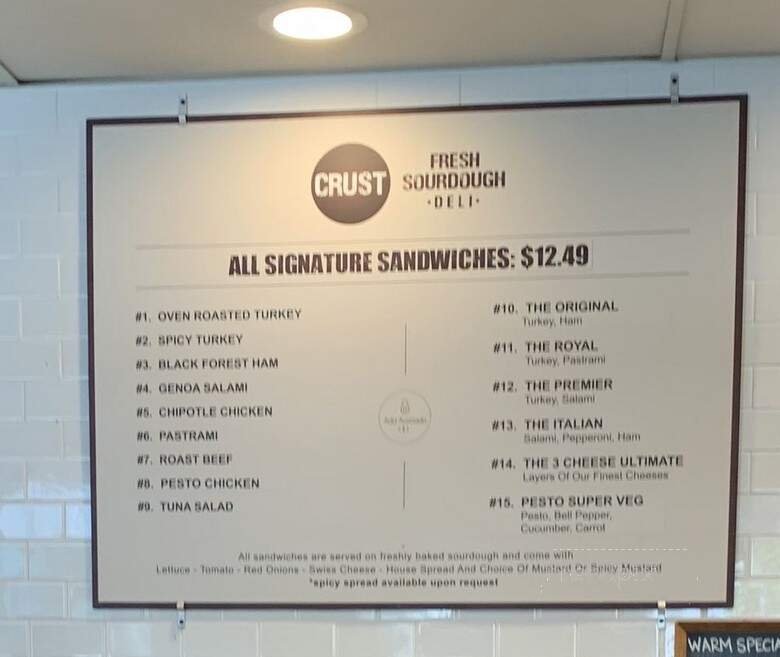 CRUST
FRESH
SOURDOUGH
·DELI·
ALL SIGNATURE SANDWICHES: $12.49
#1. OVEN ROASTED TURKEY
#2. SPICY TURKEY
#3. BLACK FOREST HAM
#4. GENOA SALAMI
#5. CHIPOTLE CHICKEN
#6. PASTRAMI
#7. ROAST BEEF
#8. PESTO CHICKEN
#9. TUNA SALAD
Add Avocado
#10. THE ORIGINAL
Turkey, Ham
#11. THE ROYAL
Turkey, Pastrami
#12. THE PREMIER
Turkey, Salami
#13. THE ITALIAN
Salami, Pepperoni, Ham
#14. THE 3 CHEESE ULTIMATE
Layers Of Our Finest Cheeses
#15. PESTO SUPER VEG
Pesto, Bell Pepper,
Cucumber, Carrot
All sandwiches are served on freshly baked sourdough and come with
Lettuce - Tomato - Red Onions - Swiss Cheese - House Spread And Choice Of Mustard Or Spicy Mustard
*spicy spread available upon request
WARM SPECIA